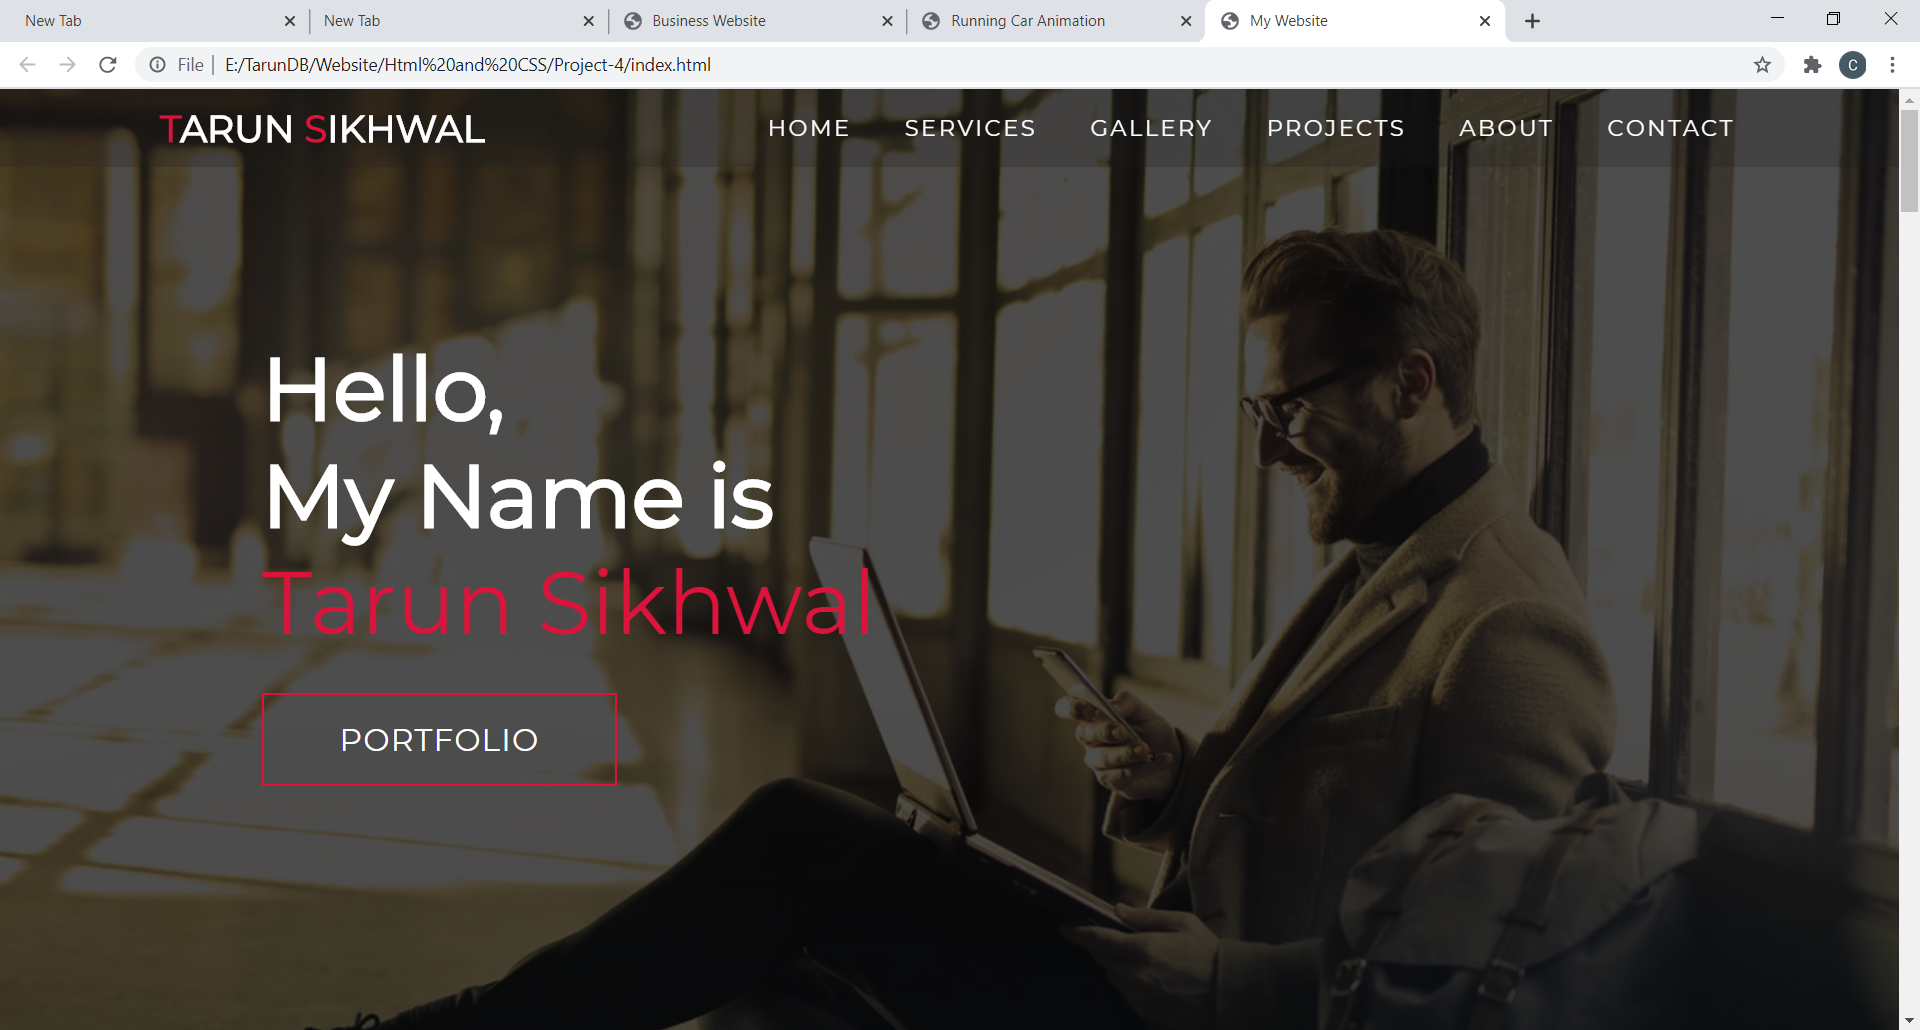 New Tab
New Tab
Business Website
Running Car Animation
My Website
File
E:/TarunDB/Website/Html%20and%20CSS/Project-4/index.html
C
TARUN SIKHWAL
HOME
SERVICES
GALLERY
PROJECTS
ABOUT
CONTACT
Hello,
My Name is
Tarun Sikhwal
PORTFOLIO